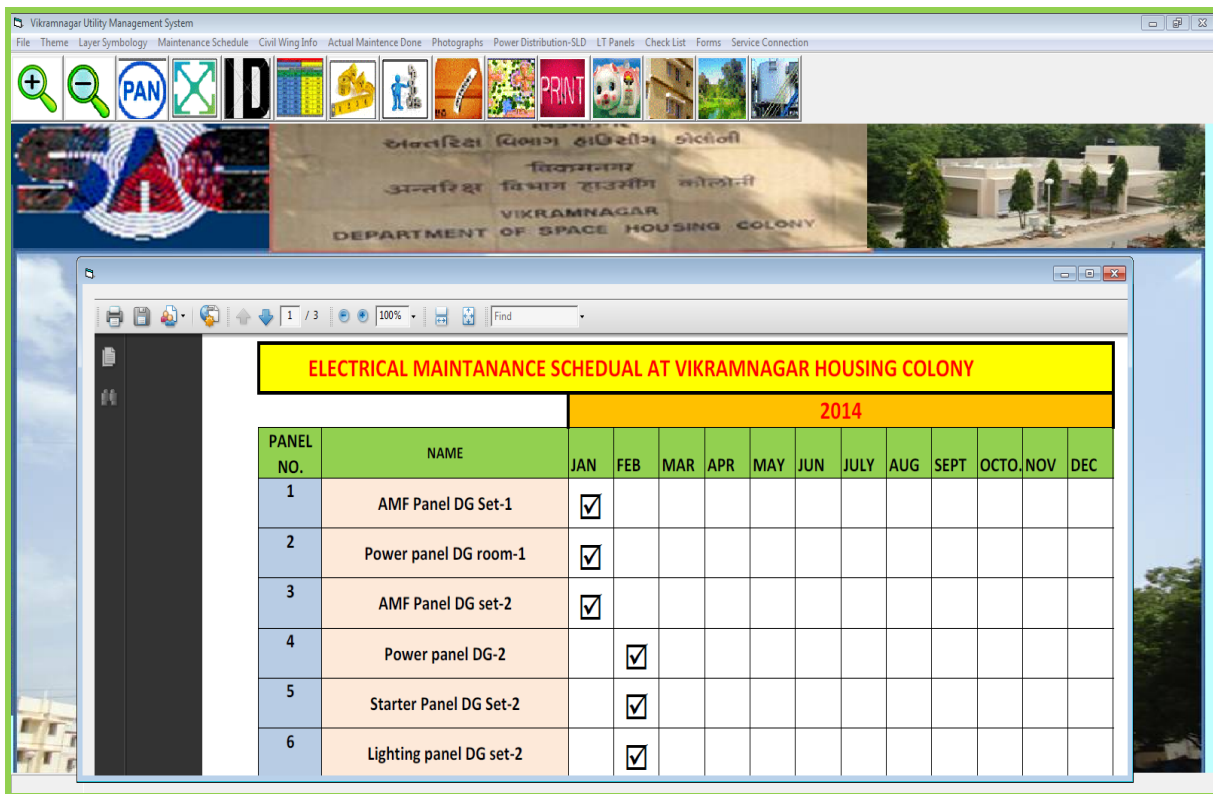 Vikramnagar Utility Management System
File Theme Layer Symbology Maintenance Schedule Civil Wing Info Actual Maintence Done Photographs Power Distribution-SLD LT Panels Check List Forms Service Connection
PAN ID PRINT
SAC
અન્તરિક્ષ વિભાગ હાઉસીંગ કોલોની
विक्रमनगर
अन्तरिक्ष विभाग हाउसींग कोलोनी
VIKRAMNAGAR
DEPARTMENT OF SPACE HOUSING COLONY
1 / 3 100% Find
ELECTRICAL MAINTANANCE SCHEDUAL AT VIKRAMNAGAR HOUSING COLONY
2014
PANEL NO. NAME JAN FEB MAR APR MAY JUN JULY AUG SEPT OCTO. NOV DEC
1 AMF Panel DG Set-1 ☑
2 Power panel DG room-1 ☑
3 AMF Panel DG set-2 ☑
4 Power panel DG-2 ☑
5 Starter Panel DG Set-2 ☑
6 Lighting panel DG set-2 ☑